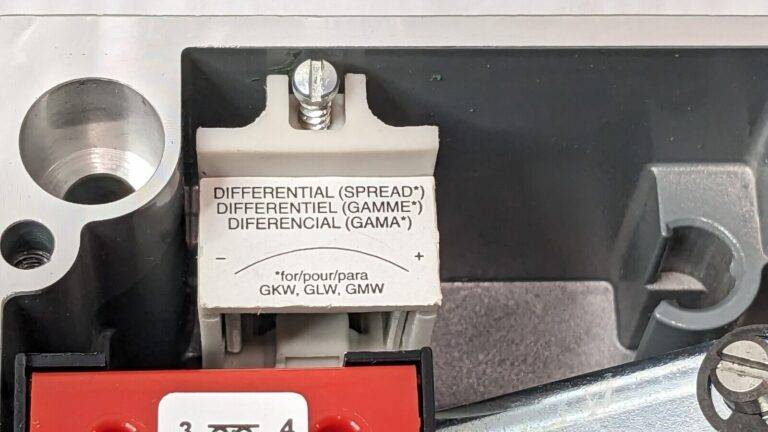 DIFFERENTIAL (SPREAD*)
DIFFERENTIEL (GAMME*)
DIFERENCIAL (GAMA*)
− +
*for/pour/para
GKW, GLW, GMW
3 4